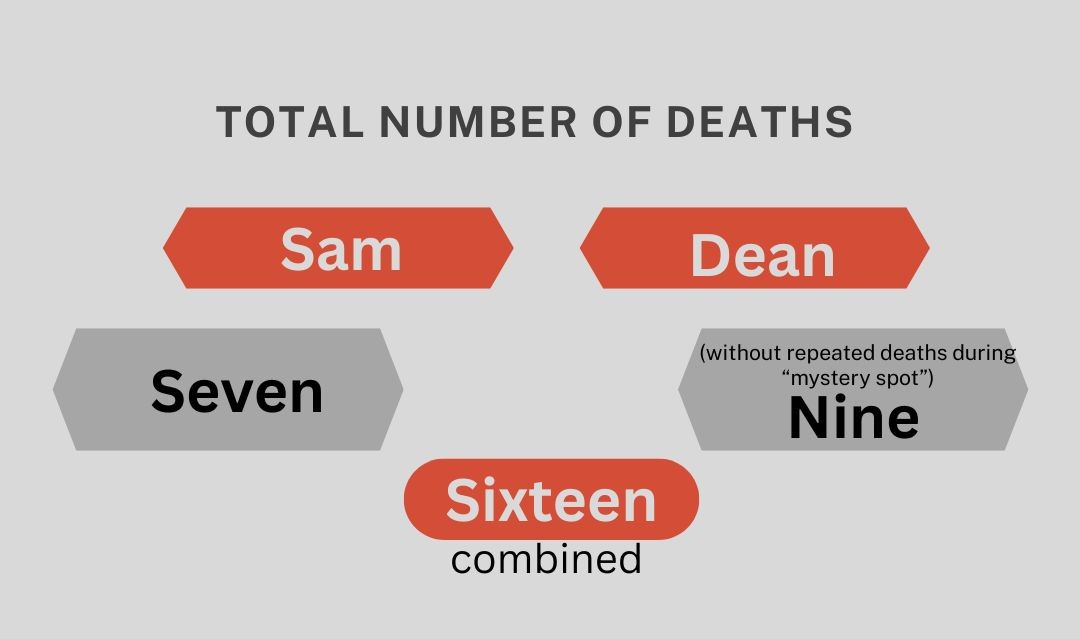 TOTAL NUMBER OF DEATHS
Sam
Dean
Seven
(without repeated deaths during
“mystery spot”)
Nine
Sixteen
combined